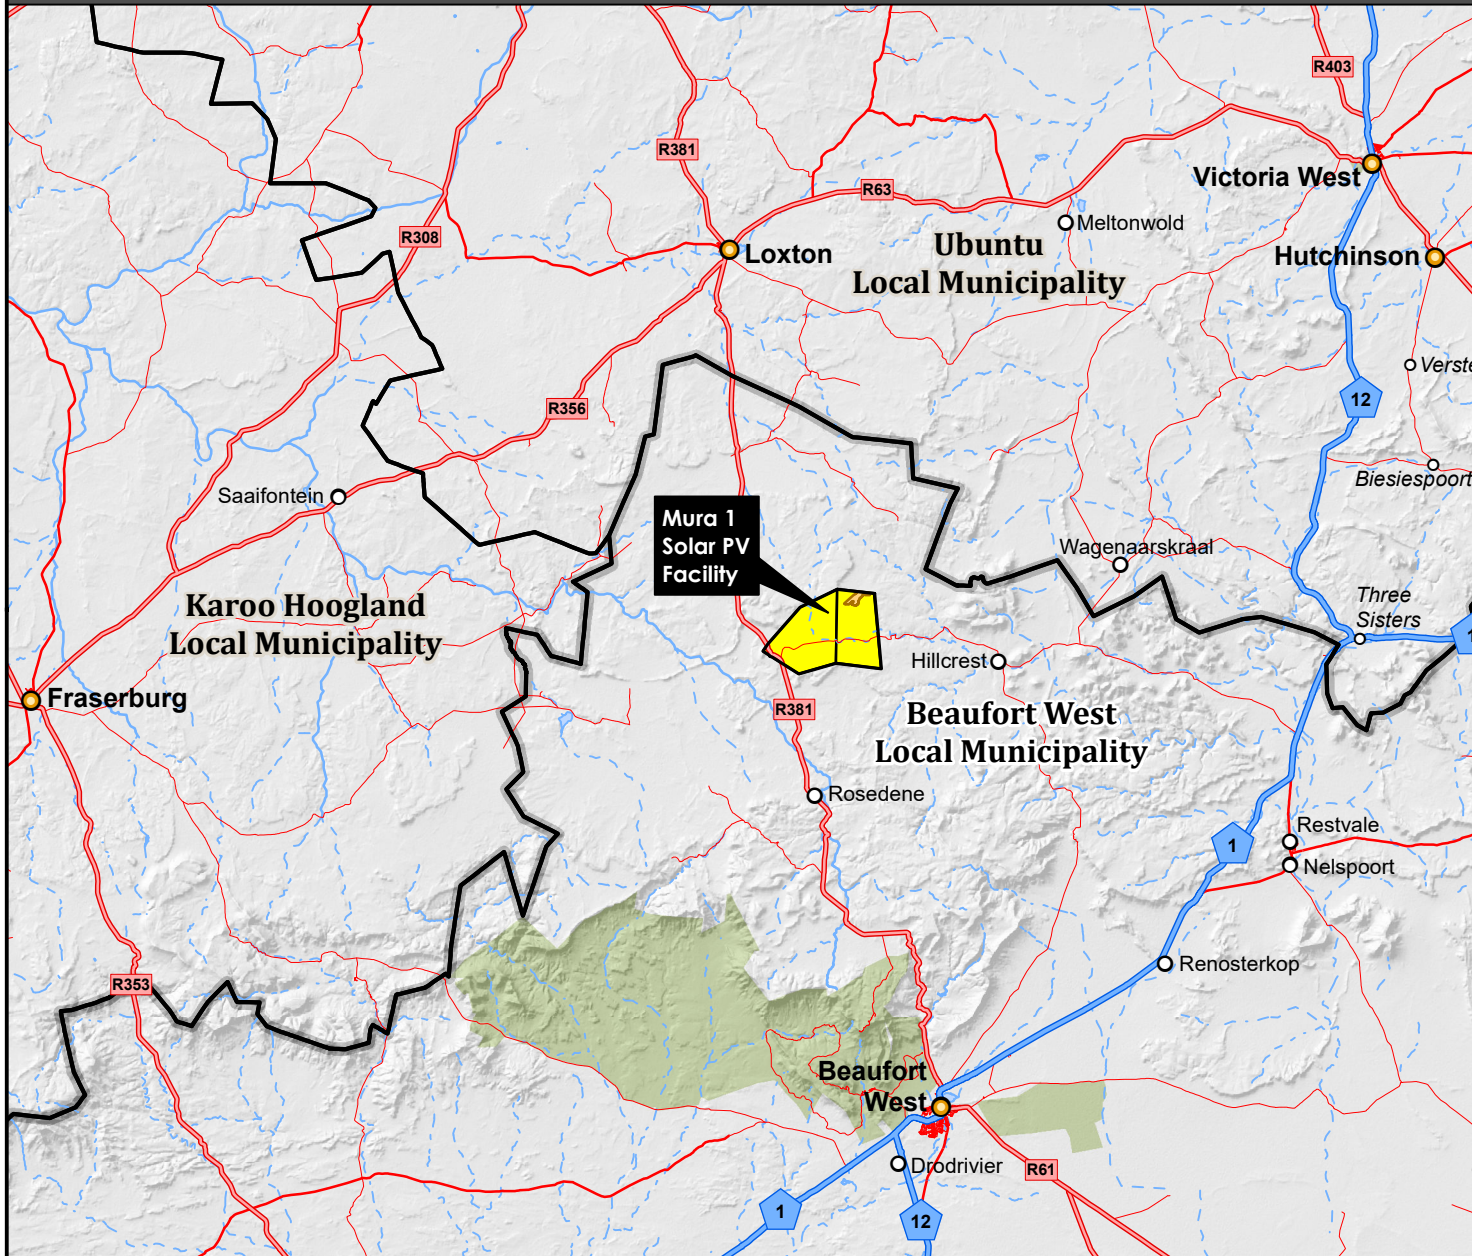 R403
R381
Victoria West
R63
Meltonwold
R308
Ubuntu
Local Municipality
Loxton
Hutchinson
Verste
12
R356
Biesiespoort
Saaifontein
Mura 1
Solar PV
Facility
Wagenaarskraal
Three
Sisters
Karoo Hoogland
Local Municipality
1
Hillcrest
Fraserburg
R381
Beaufort West
Local Municipality
Rosedene
Restvale
1
Nelspoort
Renosterkop
R353
Beaufort
West
Drodrivier
R61
1
12